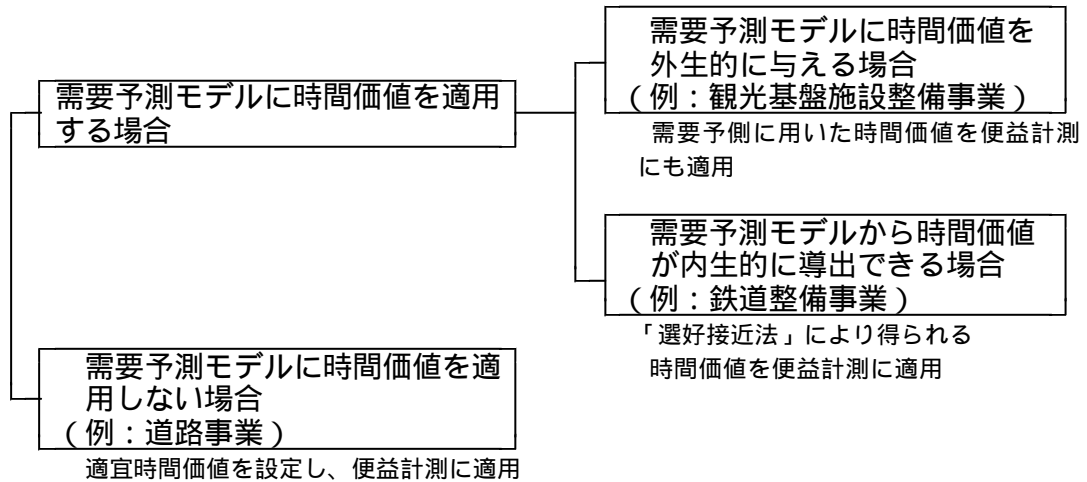 需要予測モデルに時間価値を適用
する場合
需要予測モデルに時間価値を
外生的に与える場合
(例：観光基盤施設整備事業)
需要予側に用いた時間価値を便益計測
にも適用
需要予測モデルから時間価値
が内生的に導出できる場合
(例：鉄道整備事業)
「選好接近法」により得られる
時間価値を便益計測に適用
需要予測モデルに時間価値を適
用しない場合
(例：道路事業)
適宜時間価値を設定し、便益計測に適用